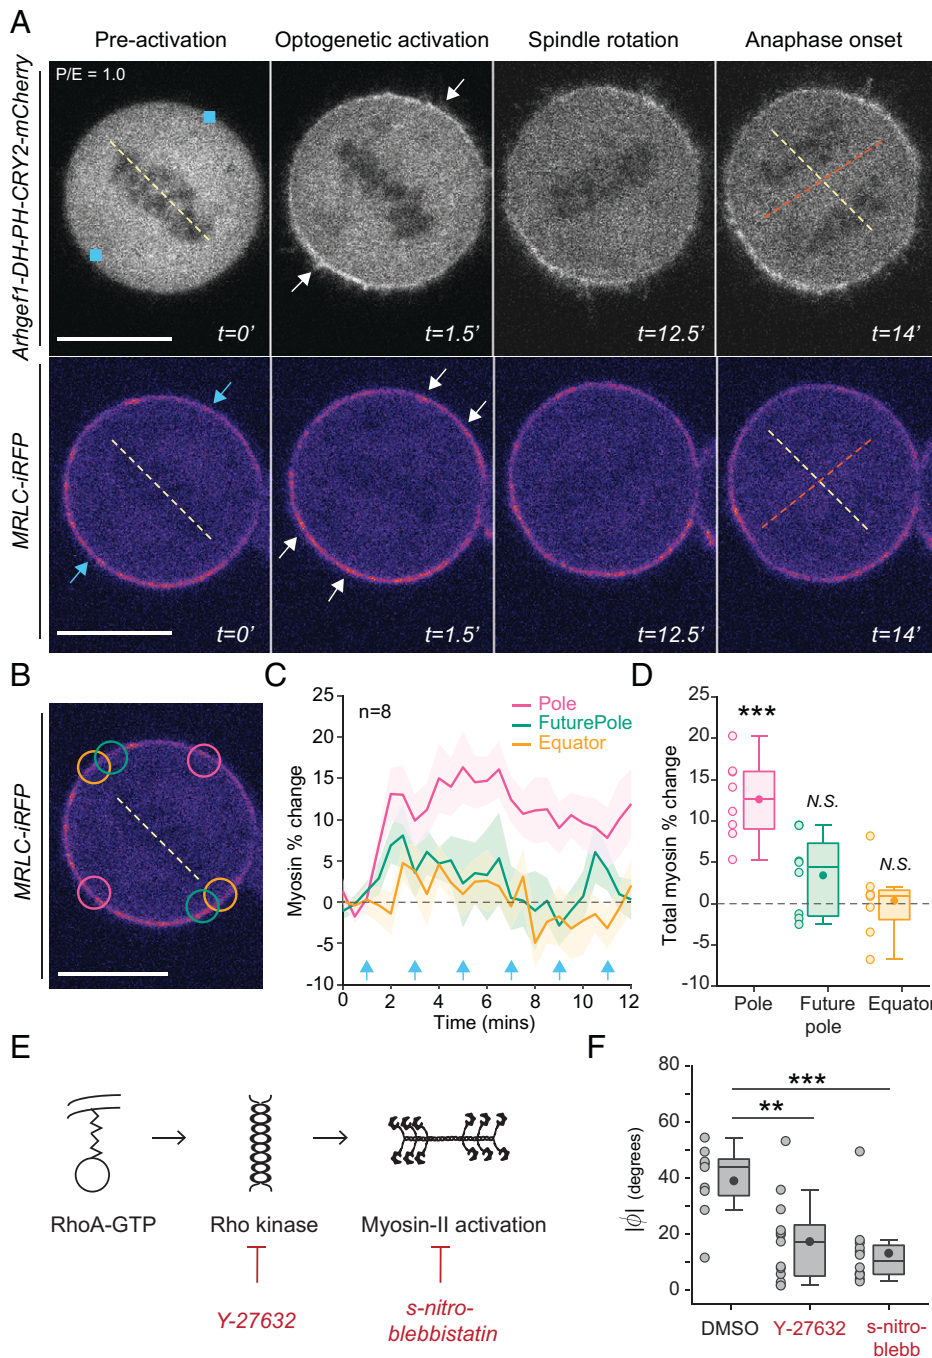 A
Pre-activation
Optogenetic activation
Spindle rotation
Anaphase onset
Arhgef1-DH-PH-CRY2-mCherry
P/E = 1.0
t=0’
t=1.5’
t=12.5’
t=14’
MRLC-iRFP
t=0’
t=1.5’
t=12.5’
t=14’
B
MRLC-iRFP
C
Myosin % change
25
20
15
10
5
0
-5
-10
n=8
Pole
FuturePole
Equator
0
2
4
6
8
10
12
Time (mins)
D
Total myosin % change
25
20
15
10
5
0
-5
-10
***
N.S.
N.S.
Pole
Future pole
Equator
E
RhoA-GTP
Rho kinase
Myosin-II activation
Y-27632
s-nitro-
blebbistatin
F
|∅| (degrees)
80
60
40
20
0
***
**
DMSO
Y-27632
s-nitro-
blebb